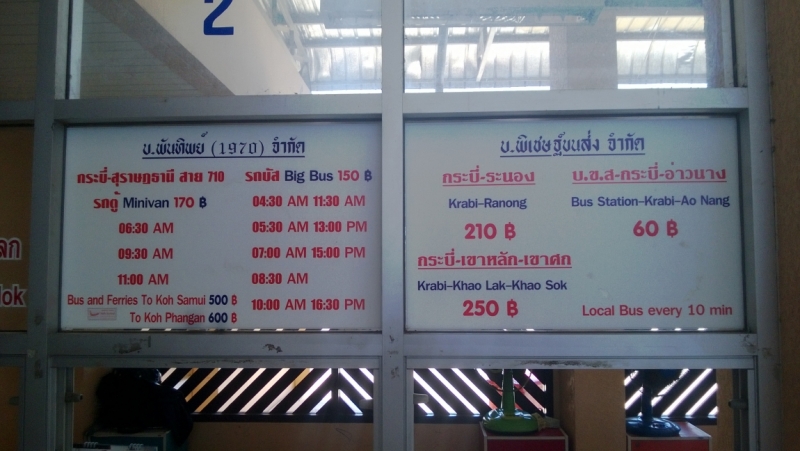 2
บ.พันทิพย์ (1970) จำกัด
กระบี่-สุราษฎธานี สาย 710
รถตู้ Minivan 170 ฿
06:30 AM
09:30 AM
11:00 AM
รถบัส Big Bus 150 ฿
04:30 AM 11:30 AM
05:30 AM 13:00 PM
07:00 AM 15:00 PM
08:30 AM
10:00 AM 16:30 PM
Bus and Ferries To Koh Samui 500 ฿
To Koh Phangan 600 ฿
บ.พิเชษฐ์ขนส่ง จำกัด
กระบี่-ระนอง
Krabi-Ranong
210 ฿
กระบี่-เขาหลัก-เขาศก
Krabi-Khao Lak-Khao Sok
250 ฿
บ.ข.ส-กระบี่-อ่าวนาง
Bus Station-Krabi-Ao Nang
60 ฿
Local Bus every 10 min